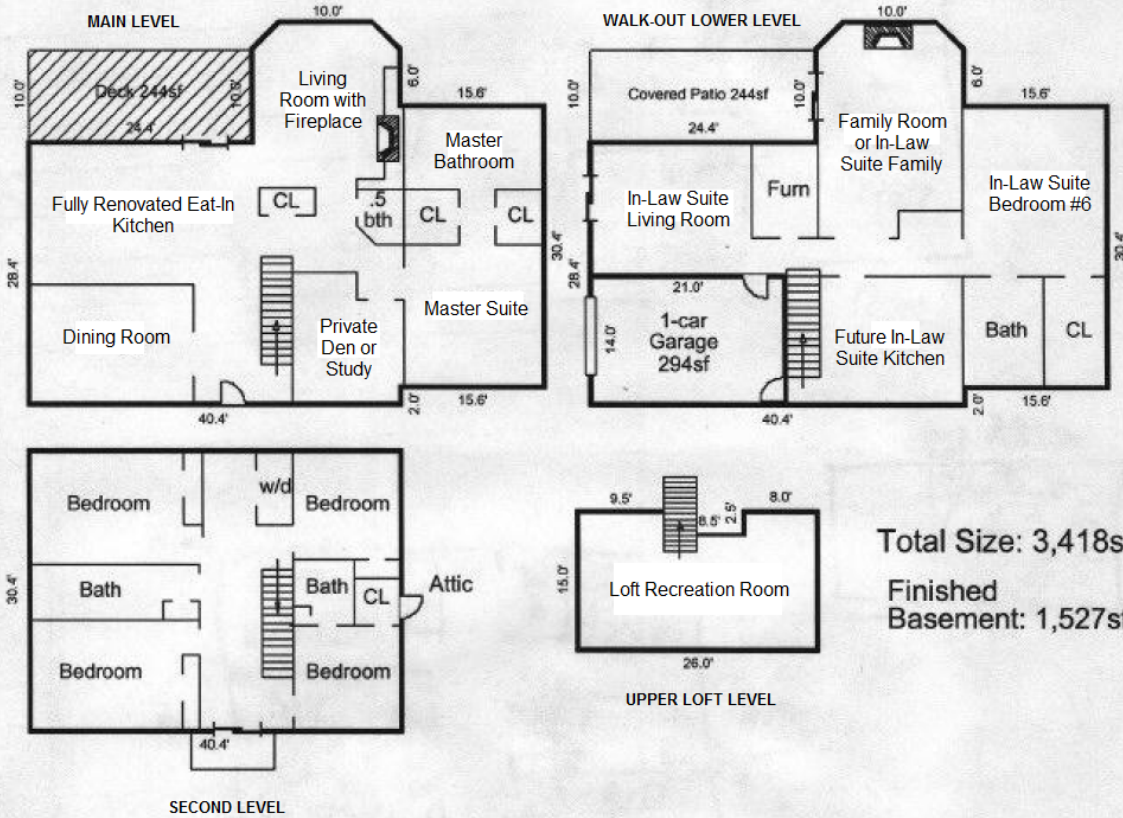 MAIN LEVEL
10.0'
10.0'
Deck 244sf
10.0'
24.4'
Living
Room with
Fireplace
6.0'
15.6'
Master
Bathroom
Fully Renovated Eat-In
Kitchen
CL
.5
bth
CL
CL
30.4'
28.4'
Dining Room
Private
Den or
Study
Master Suite
40.4'
2.0'
15.6'
WALK-OUT LOWER LEVEL
10.0'
10.0'
Covered Patio 244sf
10.0'
24.4'
6.0'
15.6'
Family Room
or In-Law
Suite Family
In-Law Suite
Living Room
Furn
In-Law Suite
Bedroom #6
30.4'
28.4'
21.0'
14.0'
1-car
Garage
294sf
Future In-Law
Suite Kitchen
Bath
CL
40.4'
2.0'
15.6'
Bedroom
w/d
Bedroom
30.4'
Bath
Bath
CL
Attic
Bedroom
Bedroom
40.4'
SECOND LEVEL
9.5'
8.5'
2.5'
8.0'
15.0'
Loft Recreation Room
26.0'
UPPER LOFT LEVEL
Total Size: 3,418s
Finished
Basement: 1,527sf